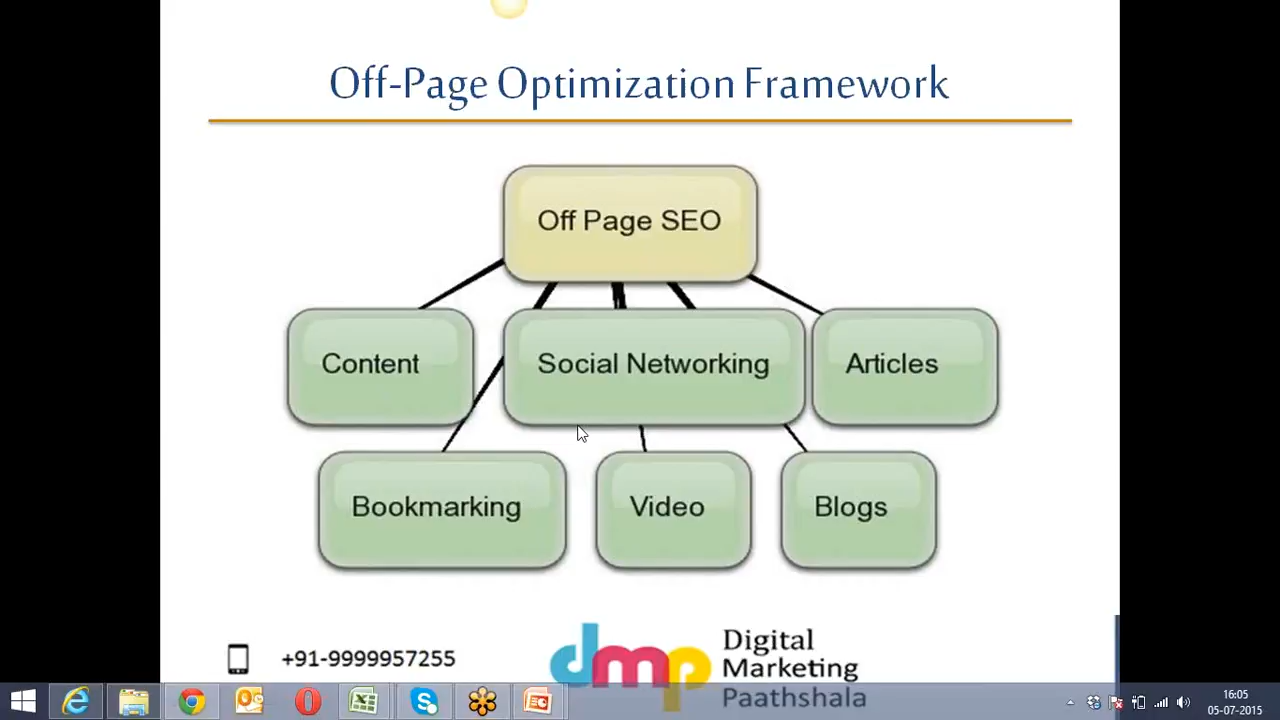 Off-Page Optimization Framework
Off Page SEO
Content
Social Networking
Articles
Bookmarking
Video
Blogs
+91-9999957255
dmp
Digital
Marketing
Paathshala
16:05
05-07-2015